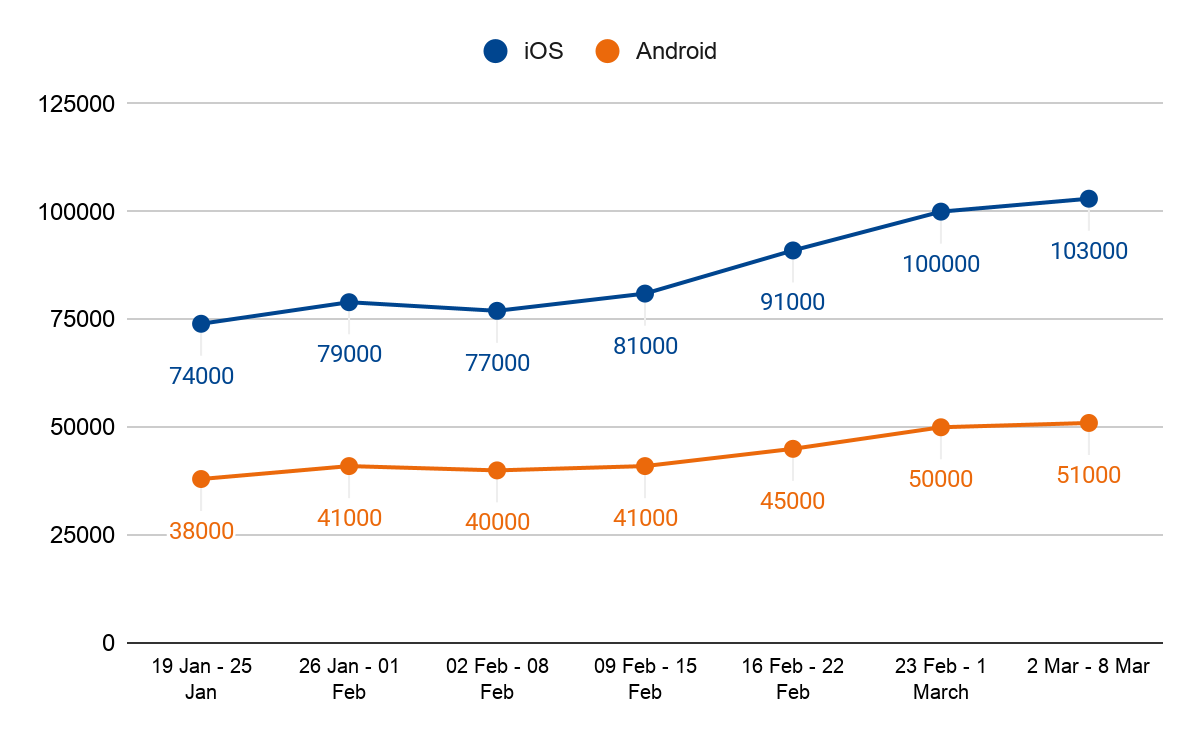 iOS
Android
125000
100000
75000
50000
25000
0
74000
79000
77000
81000
91000
100000
103000
38000
41000
40000
41000
45000
50000
51000
19 Jan - 25
Jan
26 Jan - 01
Feb
02 Feb - 08
Feb
09 Feb - 15
Feb
16 Feb - 22
Feb
23 Feb - 1
March
2 Mar - 8 Mar